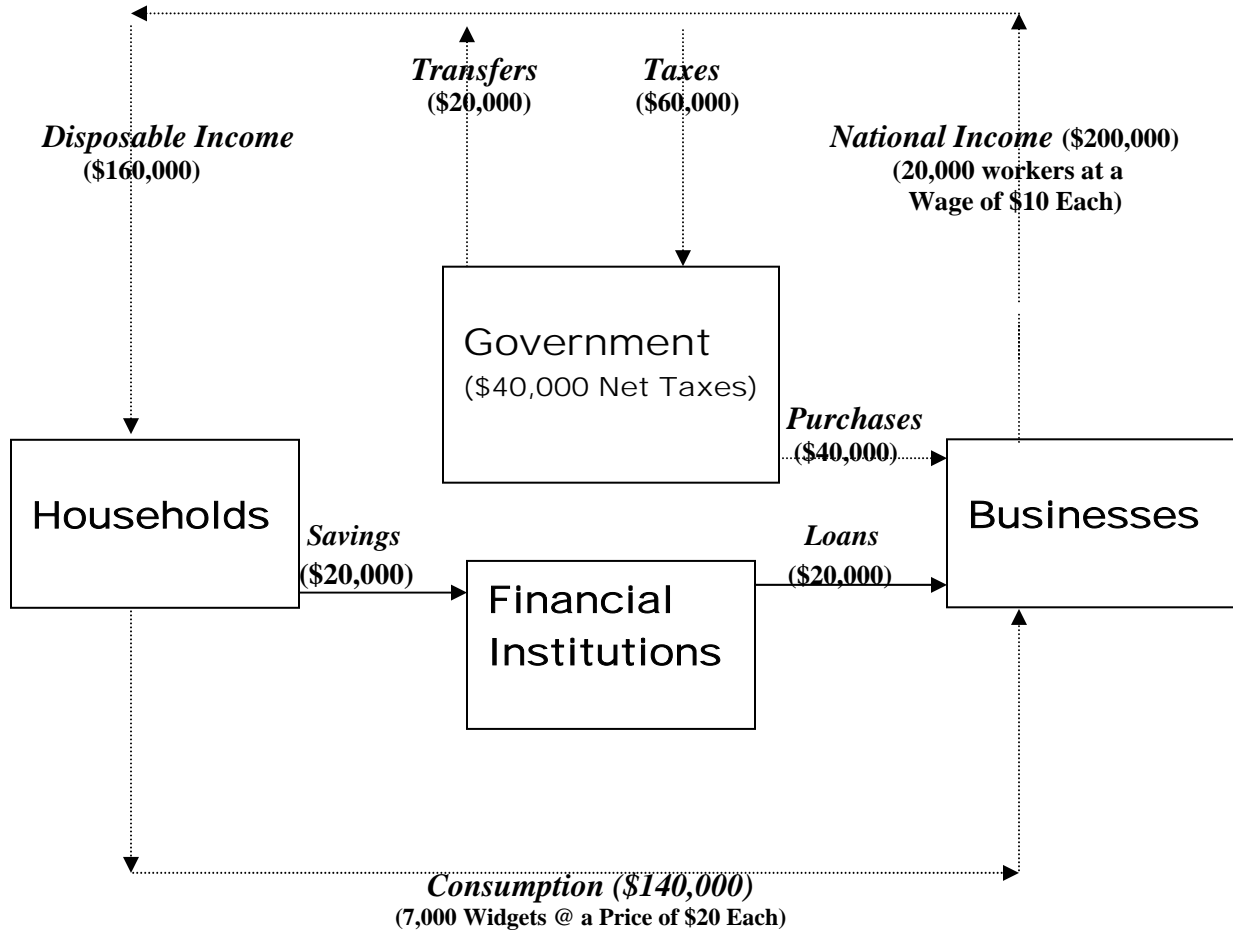 Transfers
($20,000)
Taxes
($60,000)
Disposable Income
($160,000)
National Income ($200,000)
(20,000 workers at a
Wage of $10 Each)
Government
($40,000 Net Taxes)
Purchases
($40,000)
Households
Businesses
Savings
($20,000)
Loans
($20,000)
Financial
Institutions
Consumption ($140,000)
(7,000 Widgets @ a Price of $20 Each)